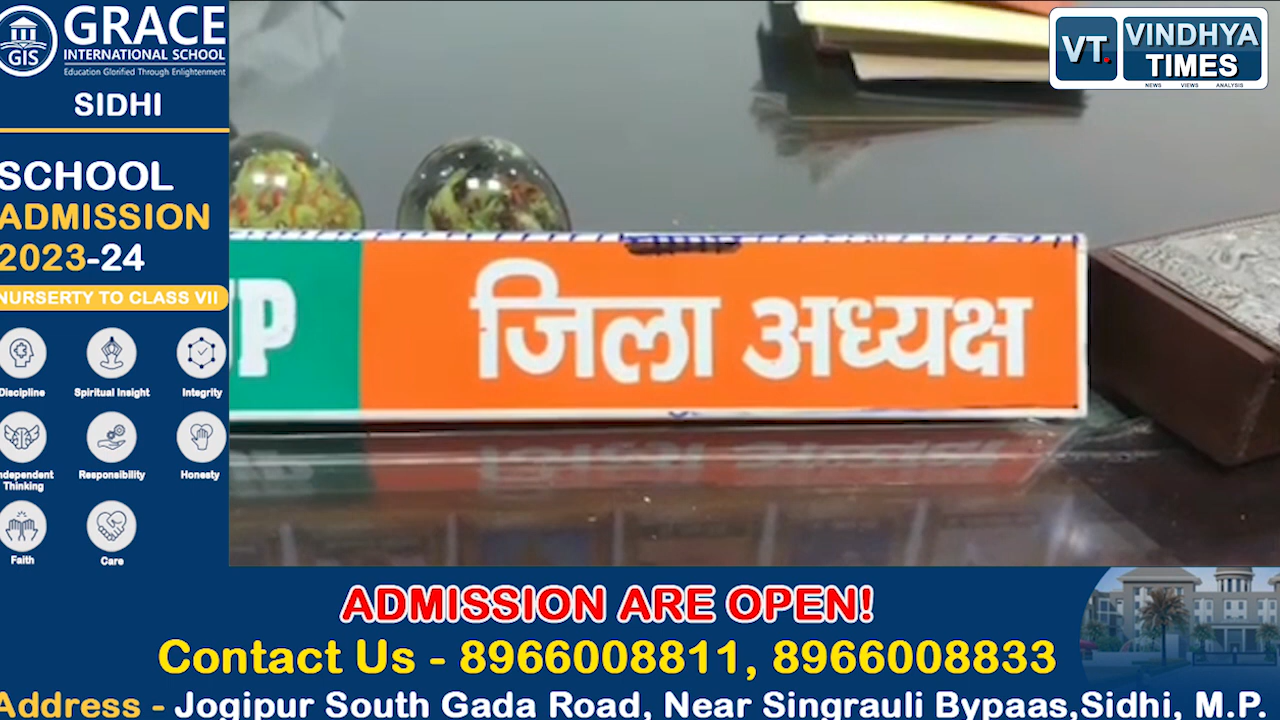 GRACE
INTERNATIONAL SCHOOL
Education Glorified Through Enlightenment
GIS
SIDHI
SCHOOL
ADMISSION
2023-24
NURSERTY TO CLASS VII
Discipline
Spiritual Insight
Integrity
ndependent
Thinking
Responsibility
Honesty
Faith
Care
VT.
VINDHYA
TIMES
NEWS VIEWS ANALYSIS
JP जिला अध्यक्ष
ADMISSION ARE OPEN!
Contact Us - 8966008811, 8966008833
Address - Jogipur South Gada Road, Near Singrauli Bypaas,Sidhi, M.P.